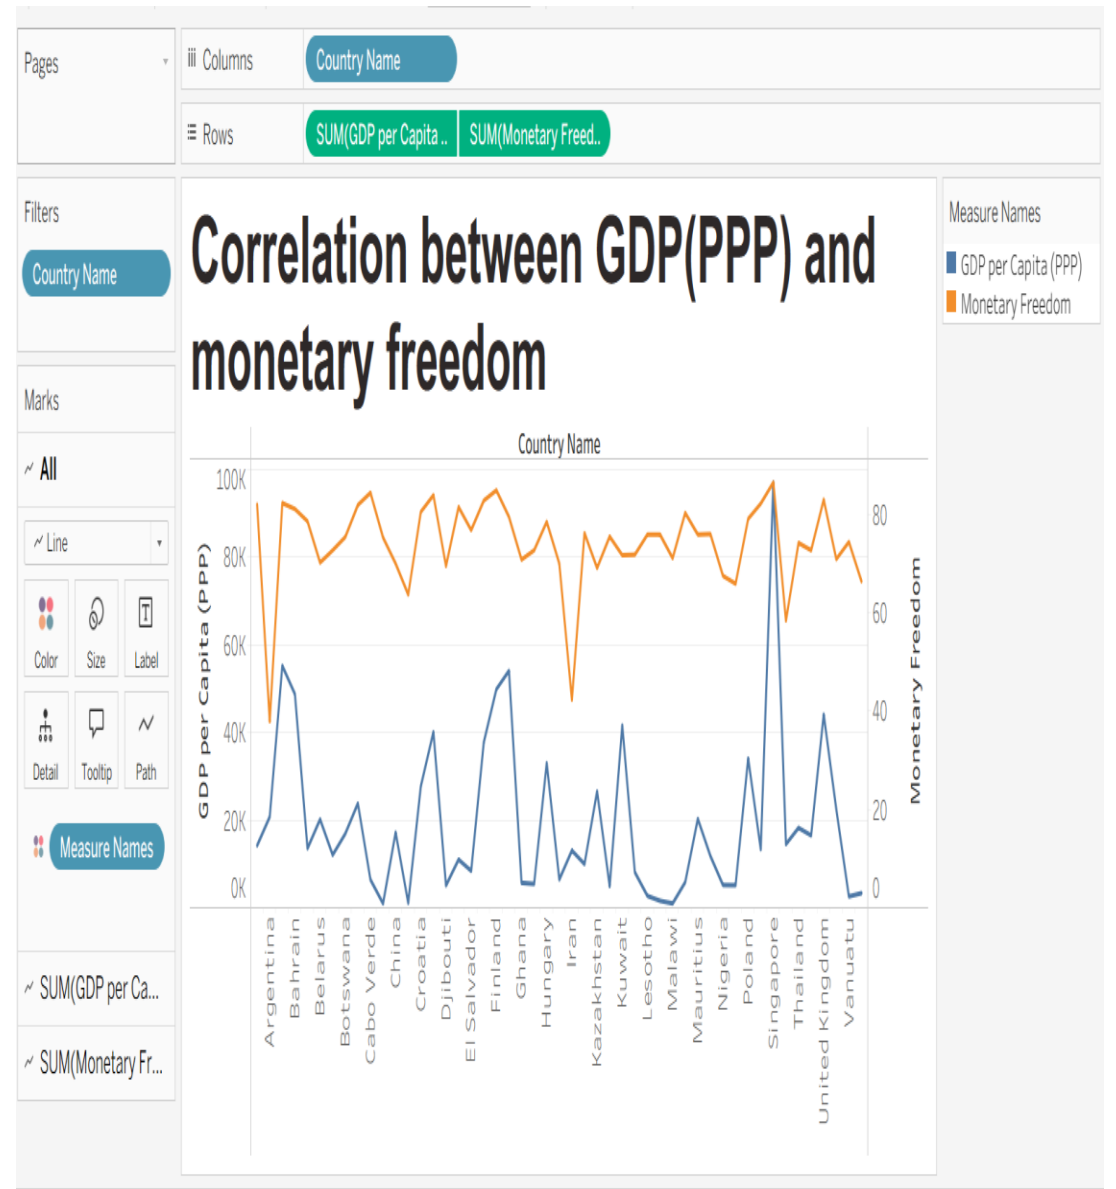 Pages
Columns
Country Name
Rows
SUM(GDP per Capita ..
SUM(Monetary Freed..
Filters
Country Name
Marks
All
Line
Color
Size
Label
Detail
Tooltip
Path
Measure Names
SUM(GDP per Ca...
SUM(Monetary Fr...
Correlation between GDP(PPP) and
monetary freedom
Country Name
GDP per Capita (PPP)
100K
80K
60K
40K
20K
0K
80
60
40
20
0
Monetary Freedom
Argentina
Bahrain
Belarus
Botswana
Cabo Verde
China
Croatia
Djibouti
El Salvador
Finland
Ghana
Hungary
Iran
Kazakhstan
Kuwait
Lesotho
Malawi
Mauritius
Nigeria
Poland
Singapore
Thailand
United Kingdom
Vanuatu
Measure Names
GDP per Capita (PPP)
Monetary Freedom